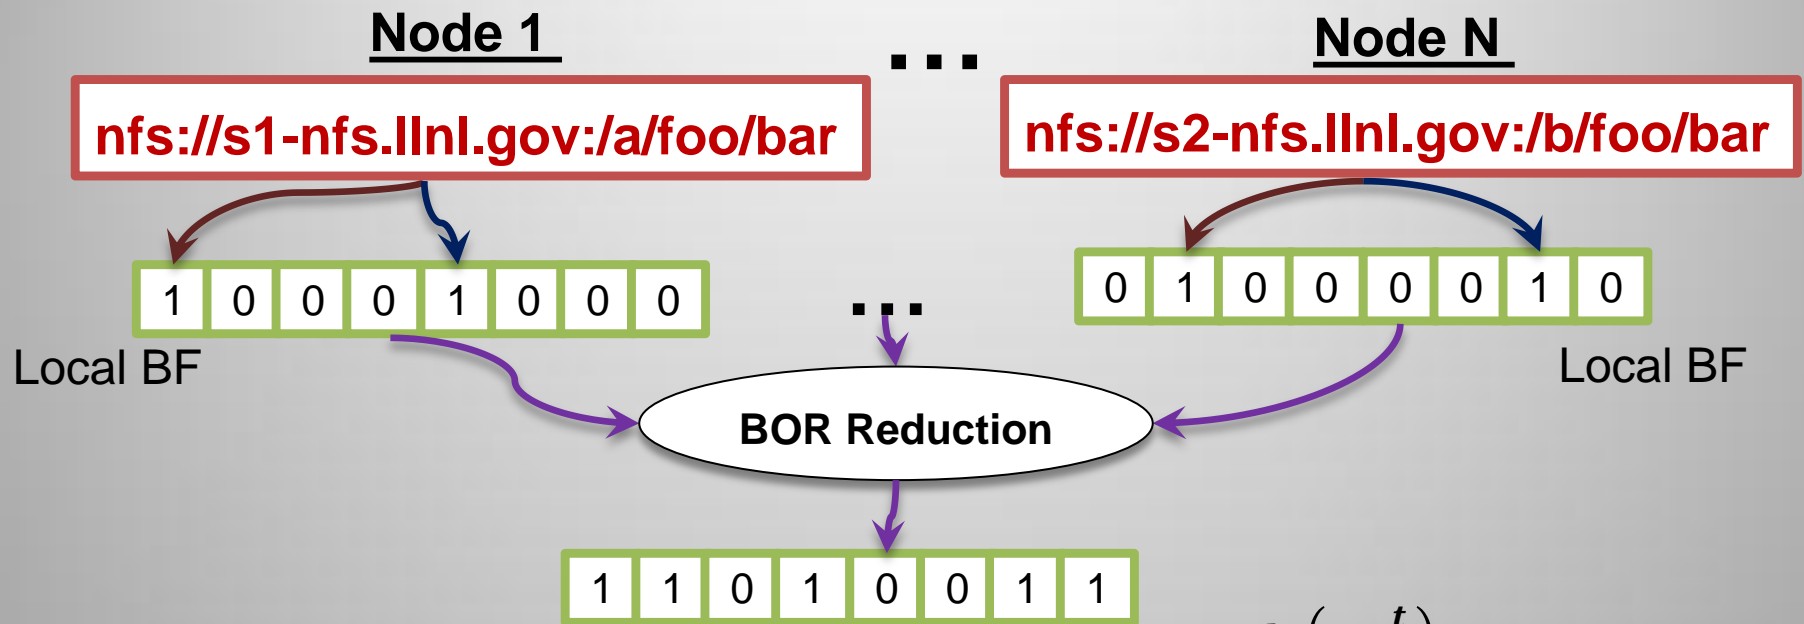 Node 1 ... Node N
nfs://s1-nfs.llnl.gov:/a/foo/bar nfs://s2-nfs.llnl.gov:/b/foo/bar
1 0 0 0 1 0 0 0 ... 0 1 0 0 0 0 1 0
Local BF Local BF
BOR Reduction
1 1 0 1 0 0 1 1